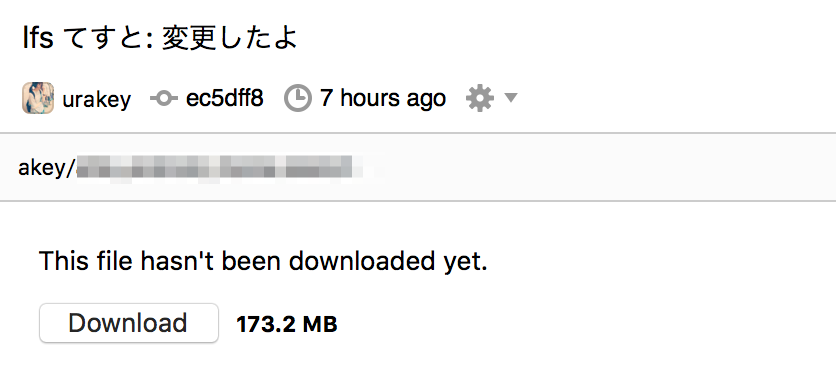 lfs てすと: 変更したよ
urakey ec5dff8 7 hours ago
akey/
This file hasn't been downloaded yet.
Download 173.2 MB